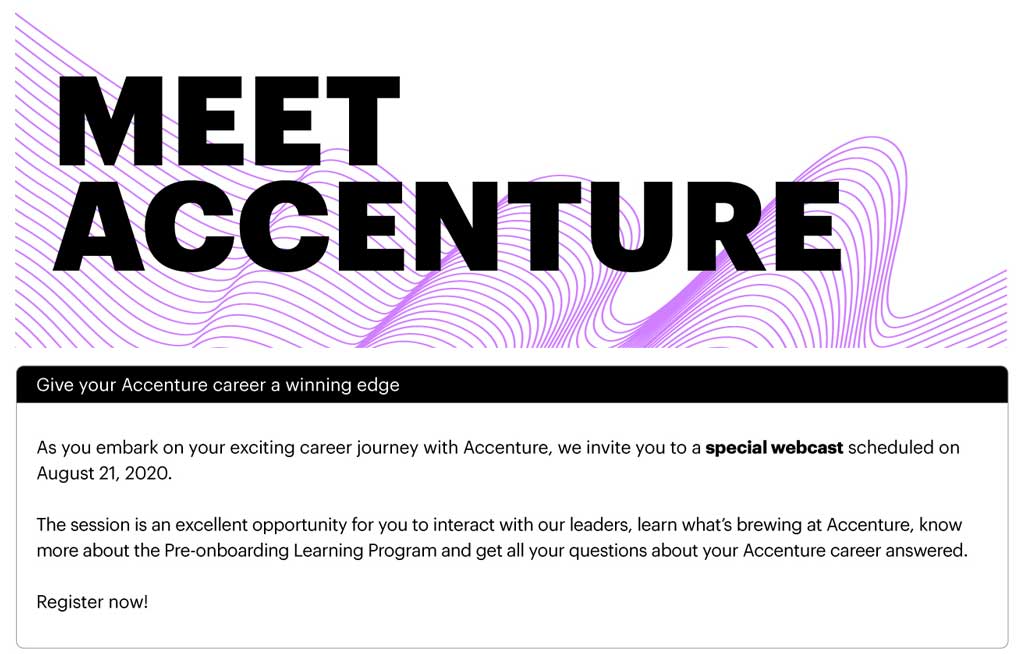 MEET
ACCENTURE
Give your Accenture career a winning edge
As you embark on your exciting career journey with Accenture, we invite you to a special webcast scheduled on
August 21, 2020.
The session is an excellent opportunity for you to interact with our leaders, learn what’s brewing at Accenture, know
more about the Pre-onboarding Learning Program and get all your questions about your Accenture career answered.
Register now!